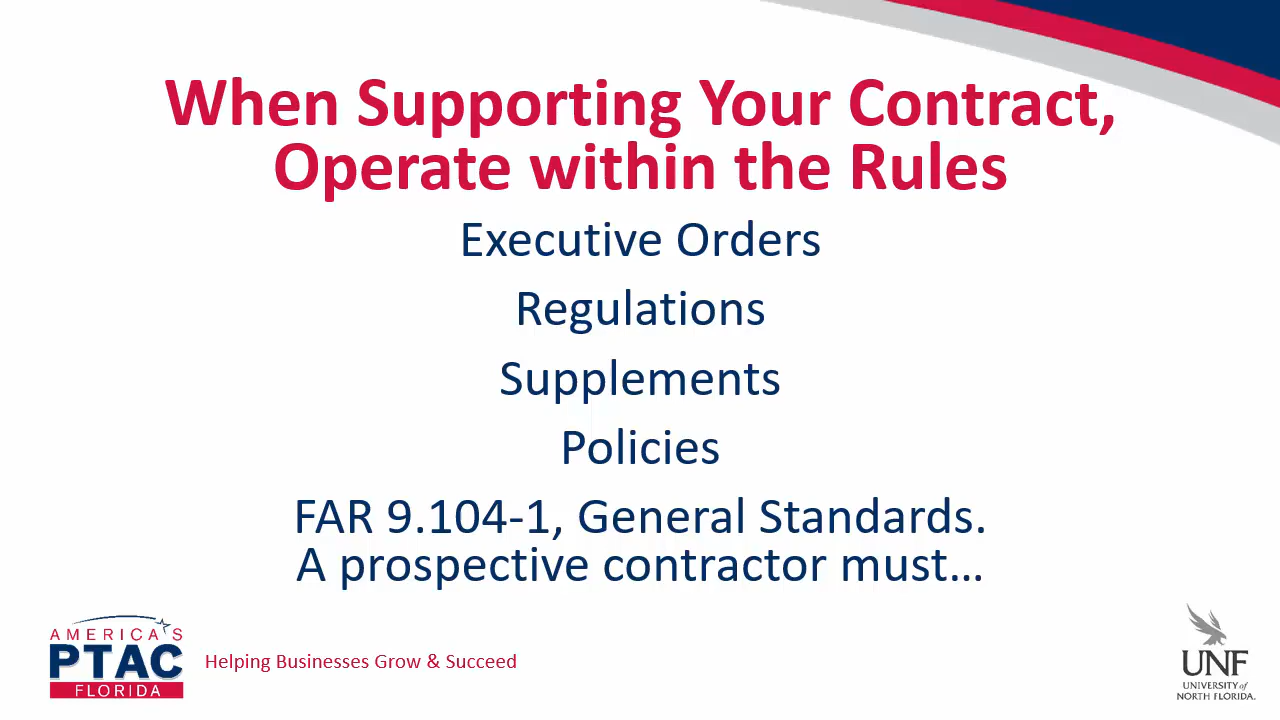 When Supporting Your Contract,
Operate within the Rules
Executive Orders
Regulations
Supplements
Policies
FAR 9.104-1, General Standards.
A prospective contractor must...
AMERICA'S
PTAC
FLORIDA
Helping Businesses Grow & Succeed
UNF
UNIVERSITY of
NORTH FLORIDA.